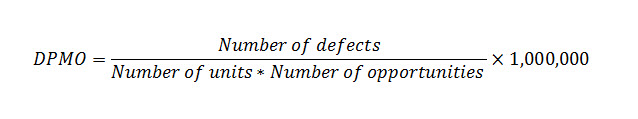 DPMO = Number of defects / Number of units * Number of opportunities × 1,000,000